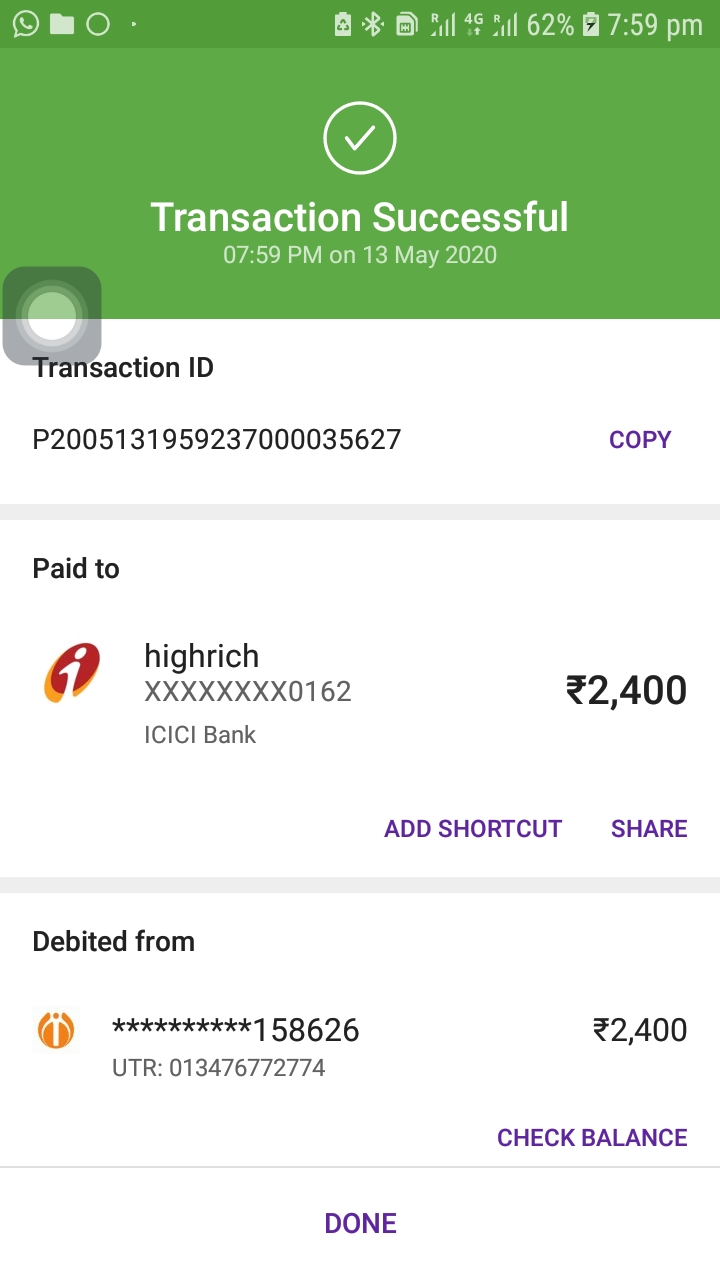 R 4G R 62% 7:59 pm
Transaction Successful
07:59 PM on 13 May 2020
Transaction ID
P2005131959237000035627 COPY
Paid to
highrich
XXXXXXXX0162 ₹2,400
ICICI Bank
ADD SHORTCUT SHARE
Debited from
**********158626 ₹2,400
UTR: 013476772774
CHECK BALANCE
DONE